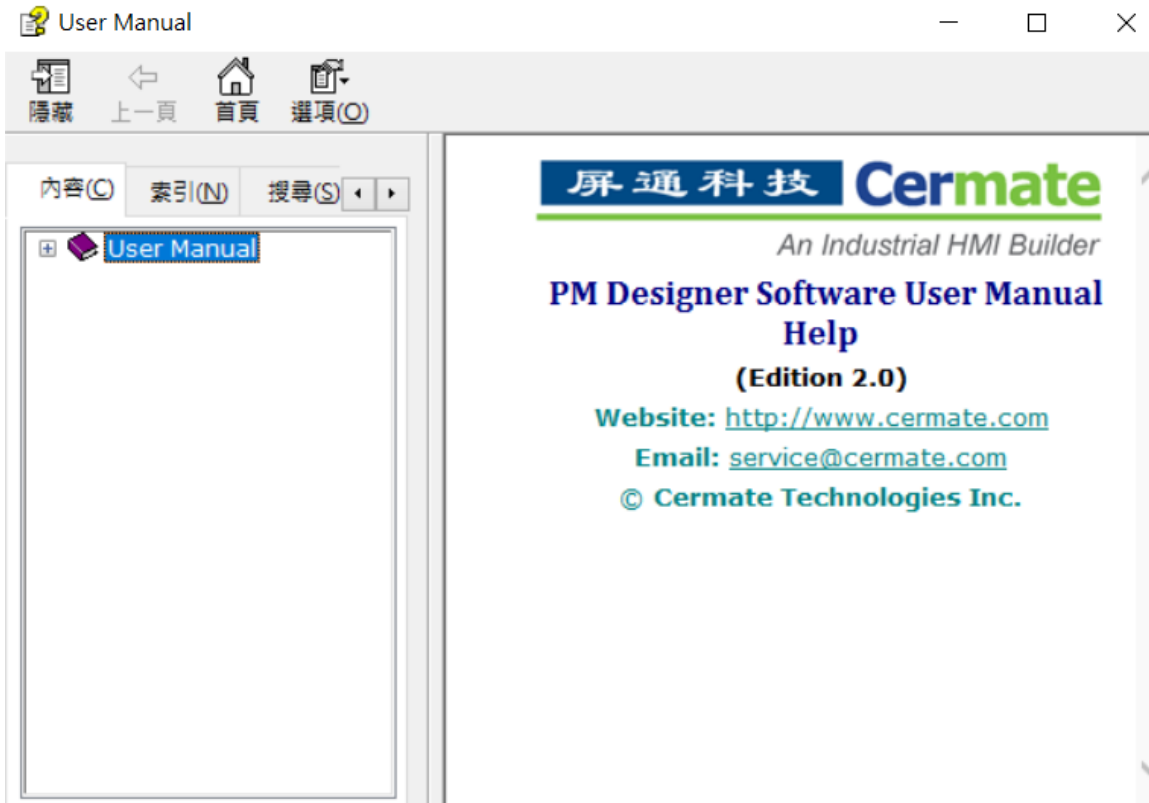 User Manual
隱藏 上一頁 首頁 選項(O)
內容(C) 索引(N) 搜尋(S)
User Manual
屏通科技 Cermate
An Industrial HMI Builder
PM Designer Software User Manual
Help
(Edition 2.0)
Website: http://www.cermate.com
Email: service@cermate.com
© Cermate Technologies Inc.